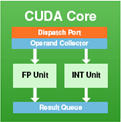 CUDA Core
Dispatch Port
Operand Collector
FP Unit
INT Unit
Result Queue